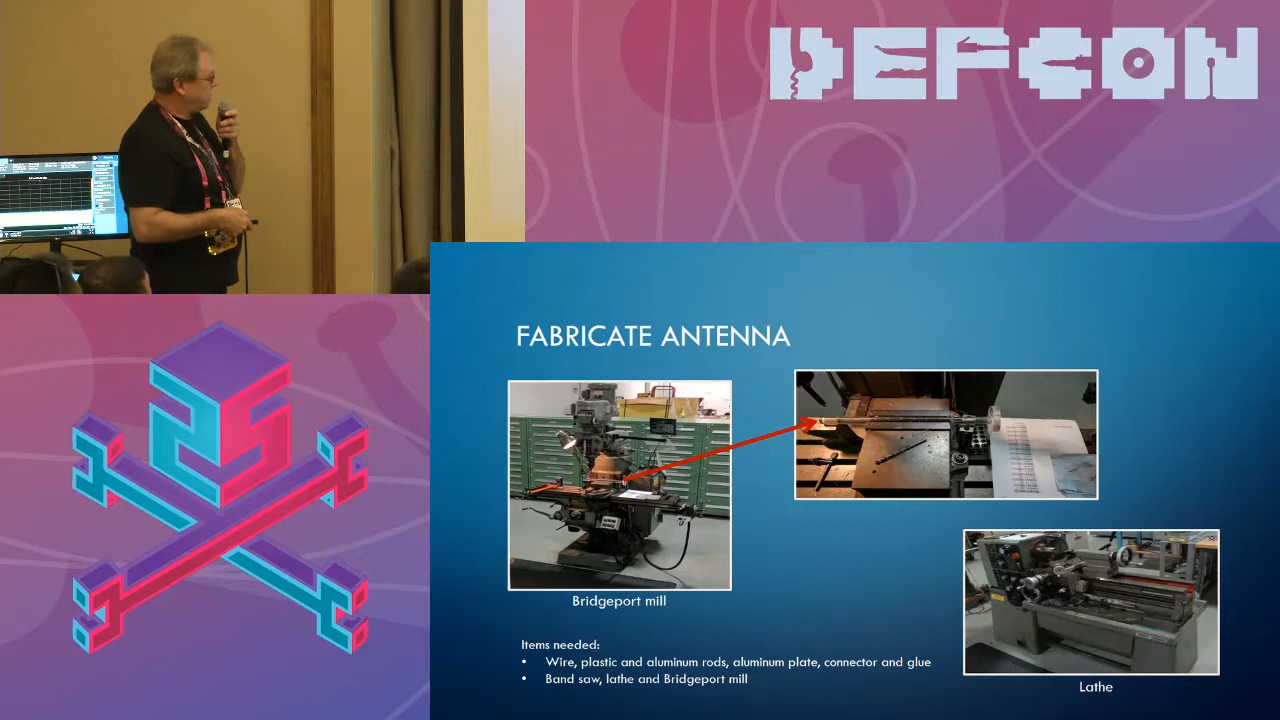 DEFCON
FABRICATE ANTENNA
Bridgeport mill
Items needed:
• Wire, plastic and aluminum rods, aluminum plate, connector and glue
• Band saw, lathe and Bridgeport mill
Lathe